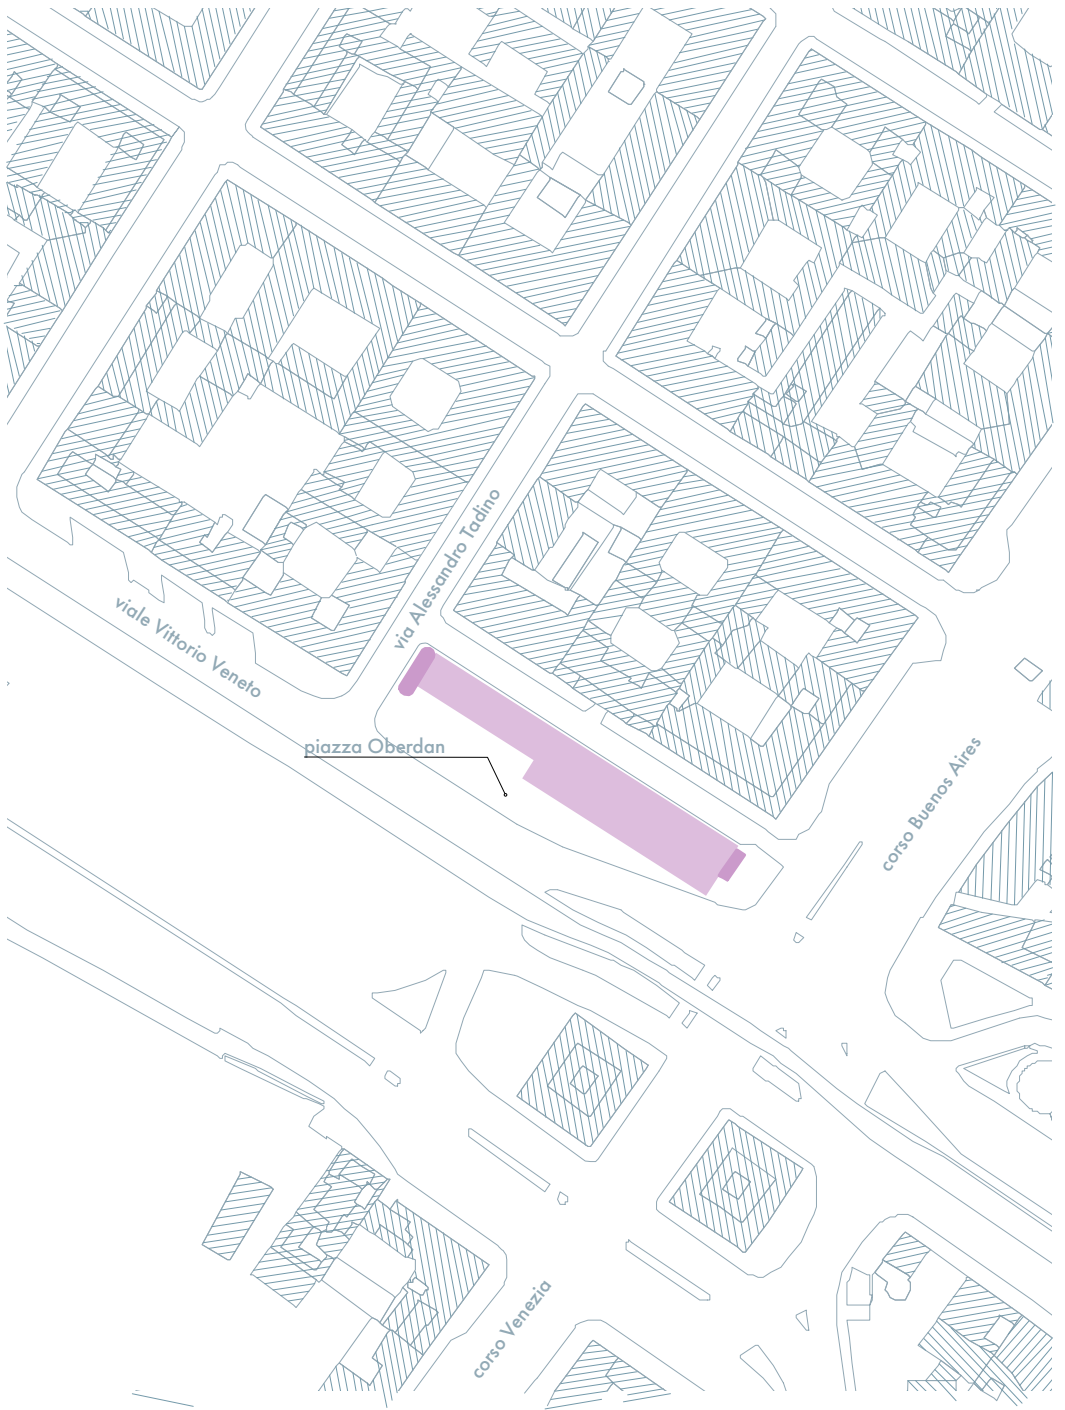 via Alessandro Tadino
viale Vittorio Veneto
piazza Oberdan
corso Buenos Aires
corso Venezia